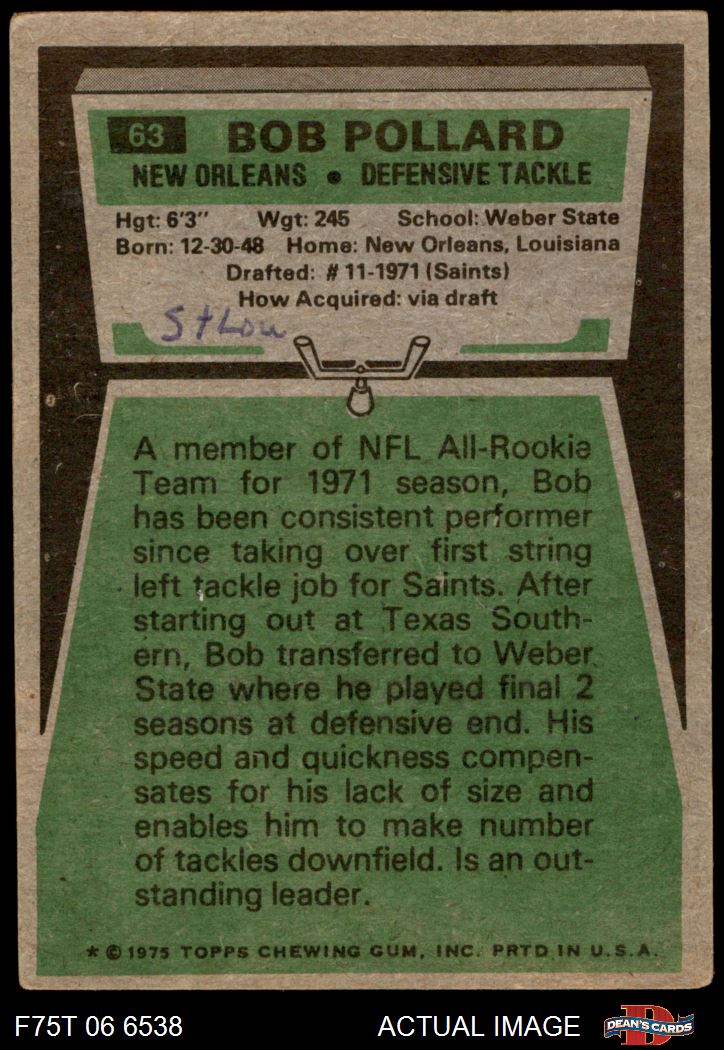 63 BOB POLLARD
NEW ORLEANS • DEFENSIVE TACKLE
Hgt: 6'3" Wgt: 245 School: Weber State
Born: 12-30-48 Home: New Orleans, Louisiana
Drafted: #11-1971 (Saints)
How Acquired: via draft
St Lou
A member of NFL All-Rookie
Team for 1971 season, Bob
has been consistent performer
since taking over first string
left tackle job for Saints. After
starting out at Texas South-
ern, Bob transferred to Weber
State where he played final 2
seasons at defensive end. His
speed and quickness compen-
sates for his lack of size and
enables him to make number
of tackles downfield. Is an out-
standing leader.
* © 1975 TOPPS CHEWING GUM, INC. PRTD IN U.S.A.
F75T 06 6538 ACTUAL IMAGE D DEAN'S CARDS